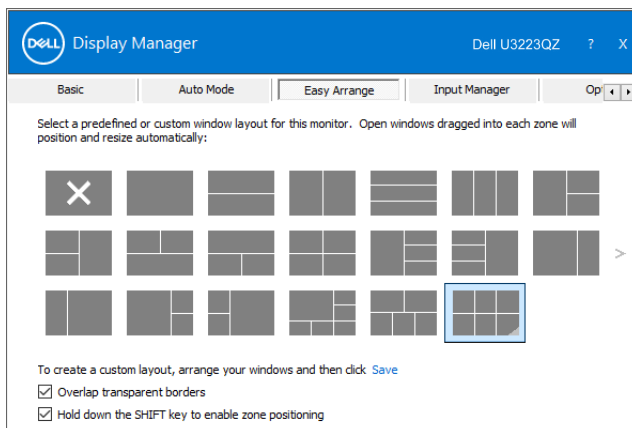 DELL Display Manager Dell U3223QZ ? X
Basic Auto Mode Easy Arrange Input Manager Op
Select a predefined or custom window layout for this monitor. Open windows dragged into each zone will
position and resize automatically:
>
To create a custom layout, arrange your windows and then click Save
Overlap transparent borders
Hold down the SHIFT key to enable zone positioning